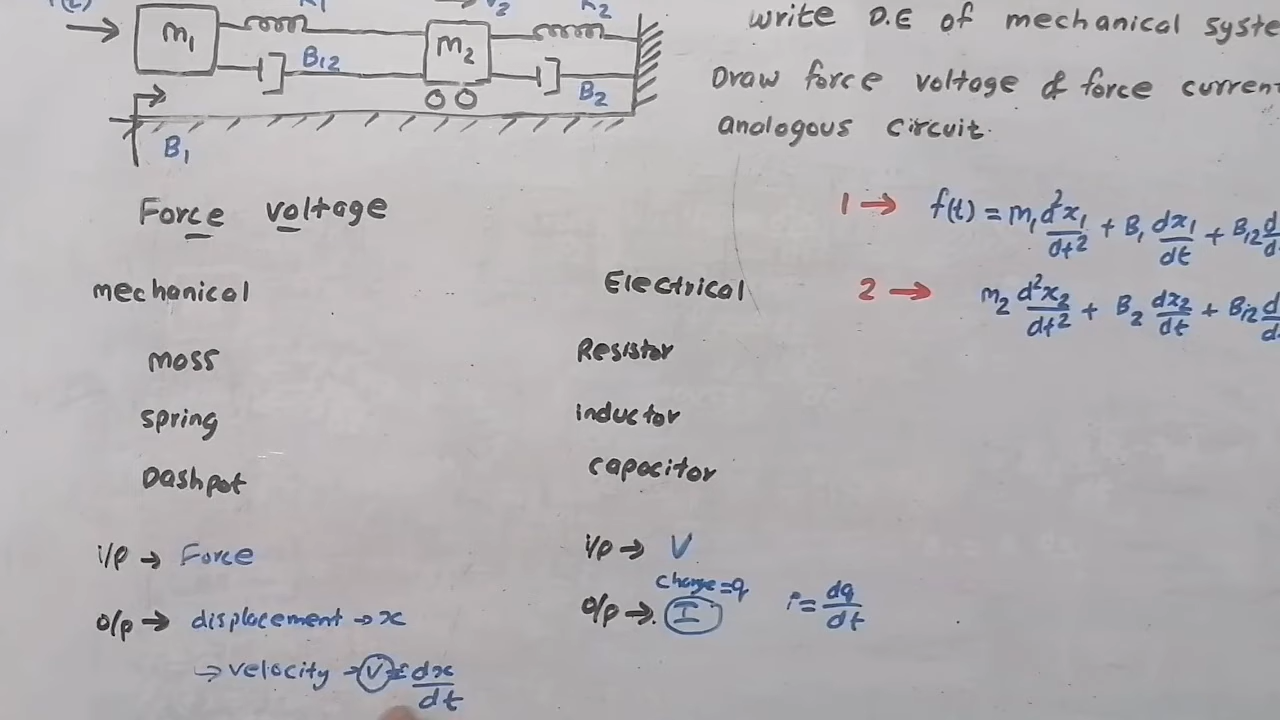 m₁
B₁₂
m₂
B₂
B₁
write D.E of mechanical syste
Draw force voltage & force current
analogous circuit.
Force voltage
1 → f(t) = m₁ d²x₁/dt² + B₁ dx₁/dt + B₁₂ d
2 → m₂ d²x₂/dt² + B₂ dx₂/dt + B₁₂ d
mechanical Electrical
moss Resistor
spring inductor
Dashpot capacitor
i/p → Force i/p → V
charge=q
o/p → displacement → x o/p →. I i = dq/dt
→ velocity → V = dx/dt